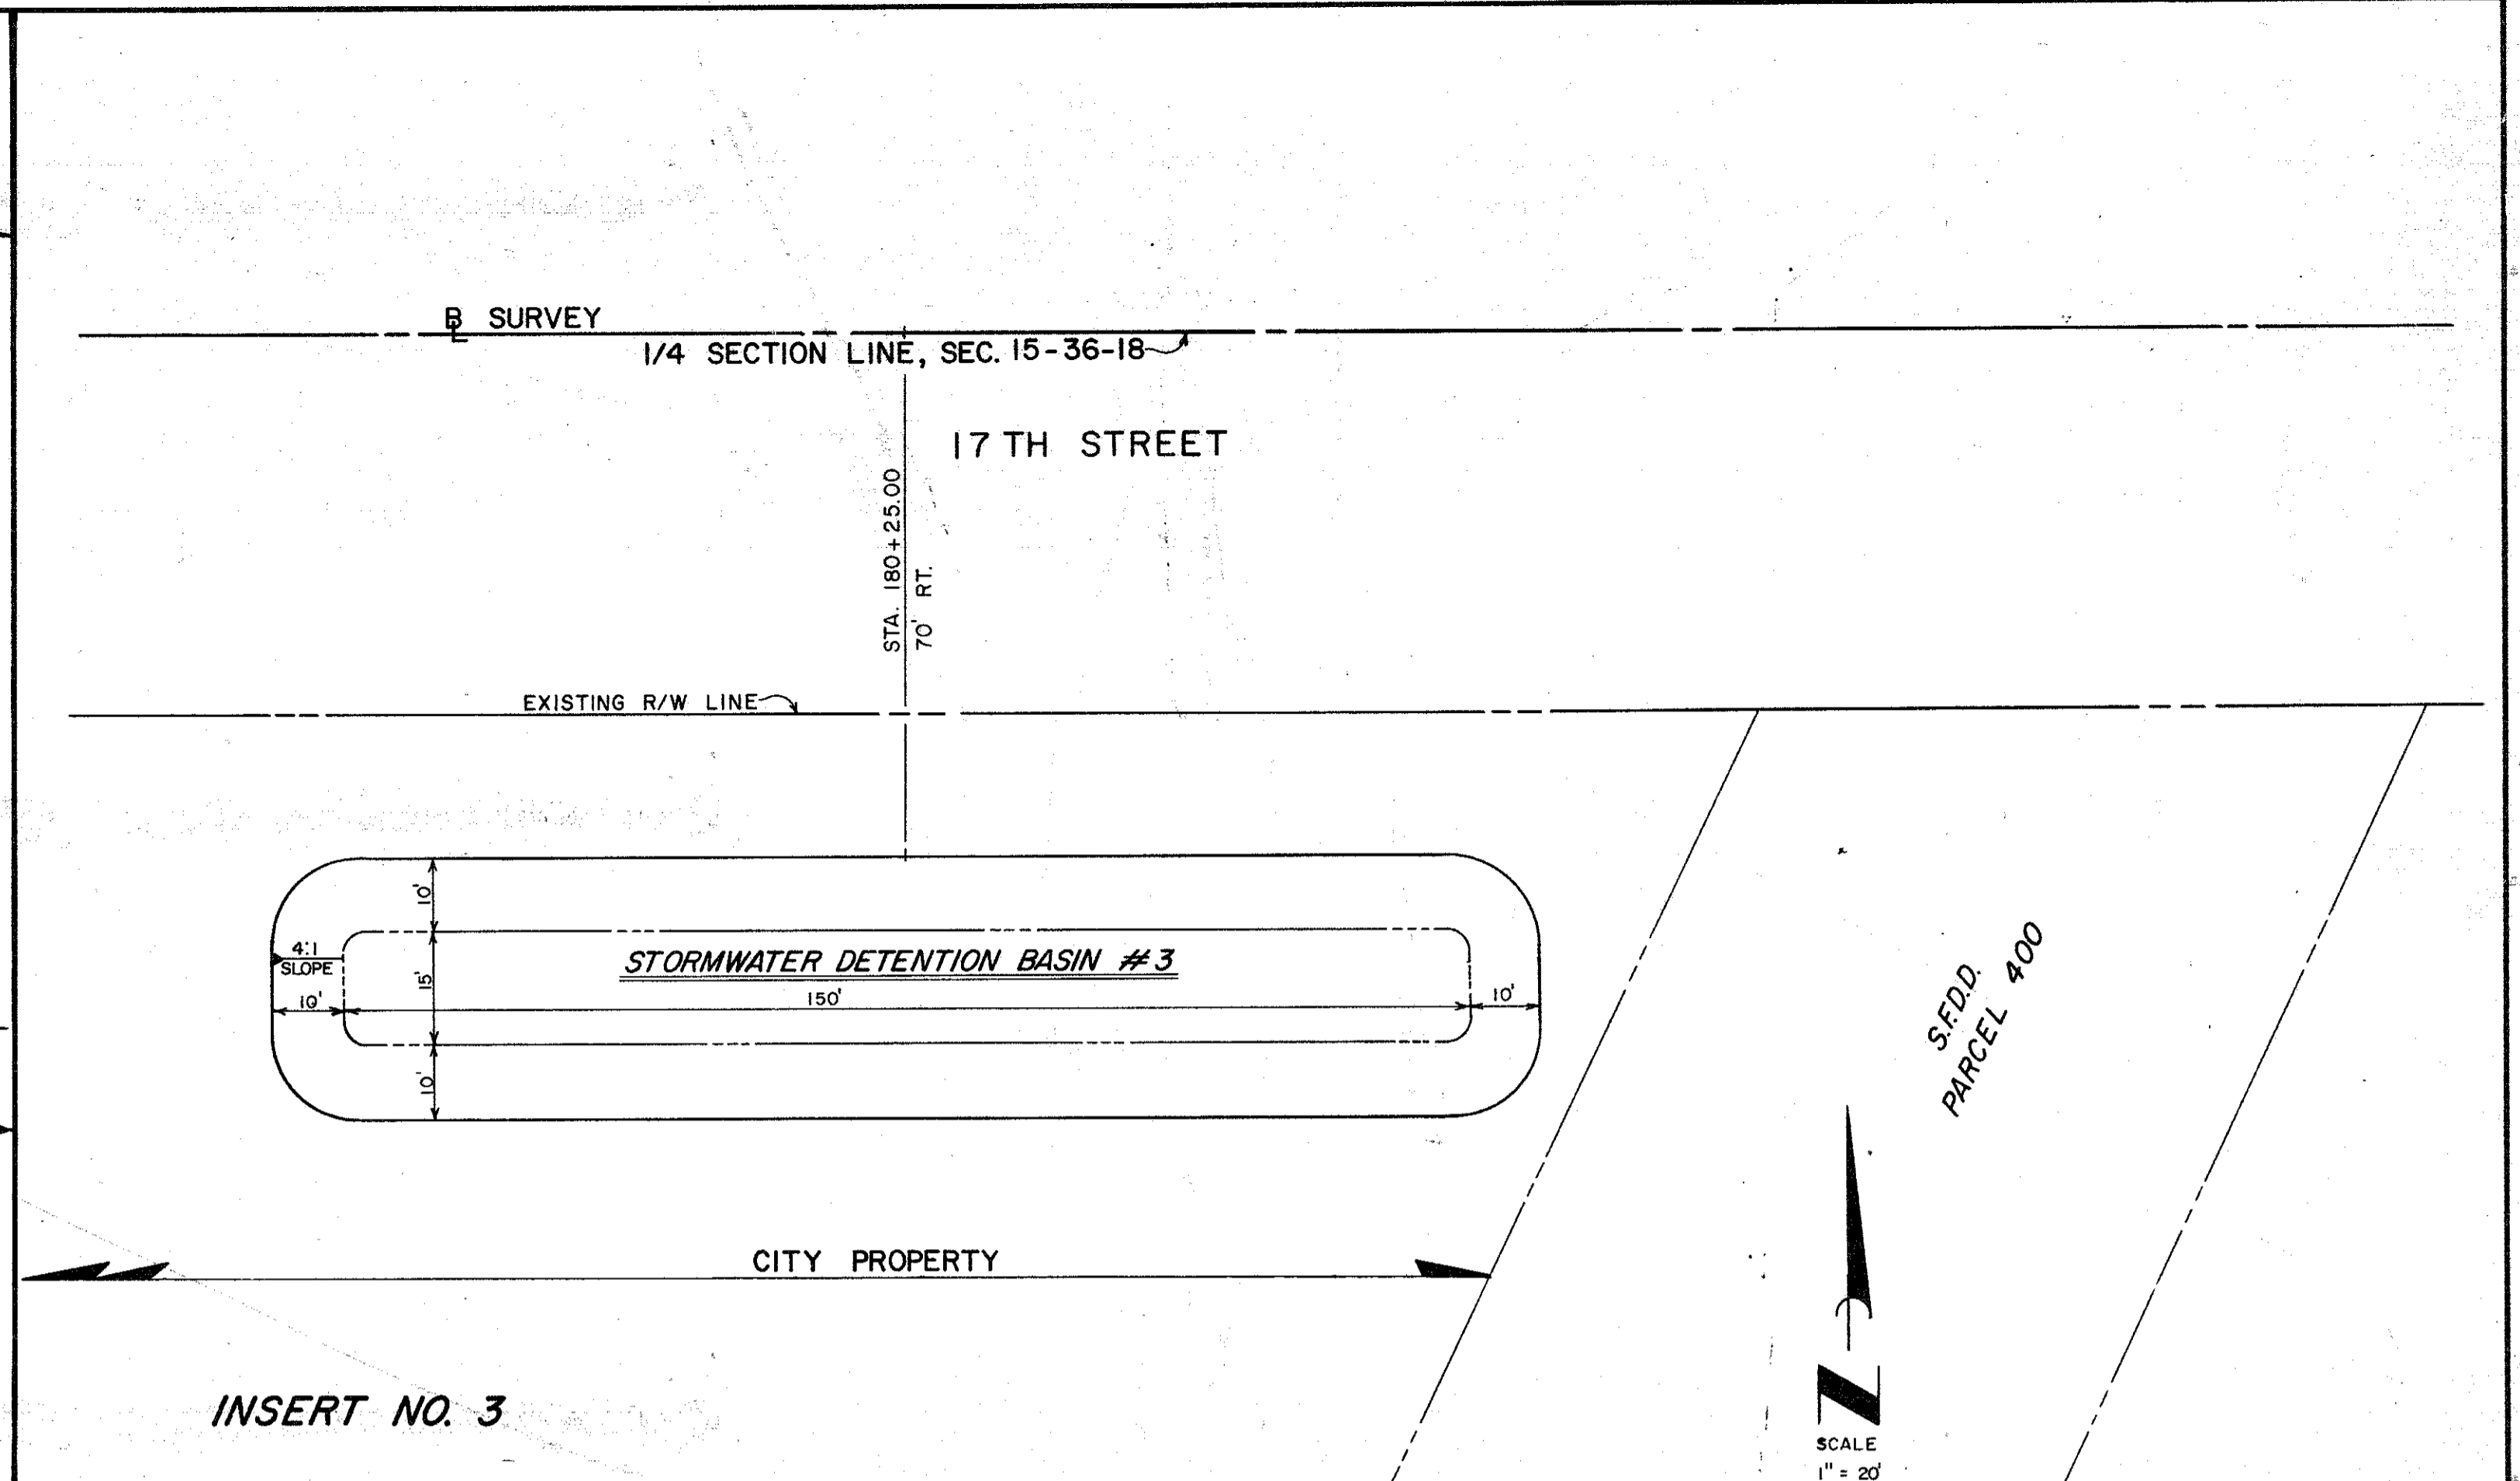 B SURVEY
1/4 SECTION LINE, SEC. 15-36-18
17 TH STREET
STA. 180+25.00
70' RT.
EXISTING R/W LINE
10'
4:1
SLOPE
STORMWATER DETENTION BASIN #3
15'
10'
150'
10'
10'
S.F.D.D.
PARCEL 400
CITY PROPERTY
INSERT NO. 3
N
SCALE
1" = 20'